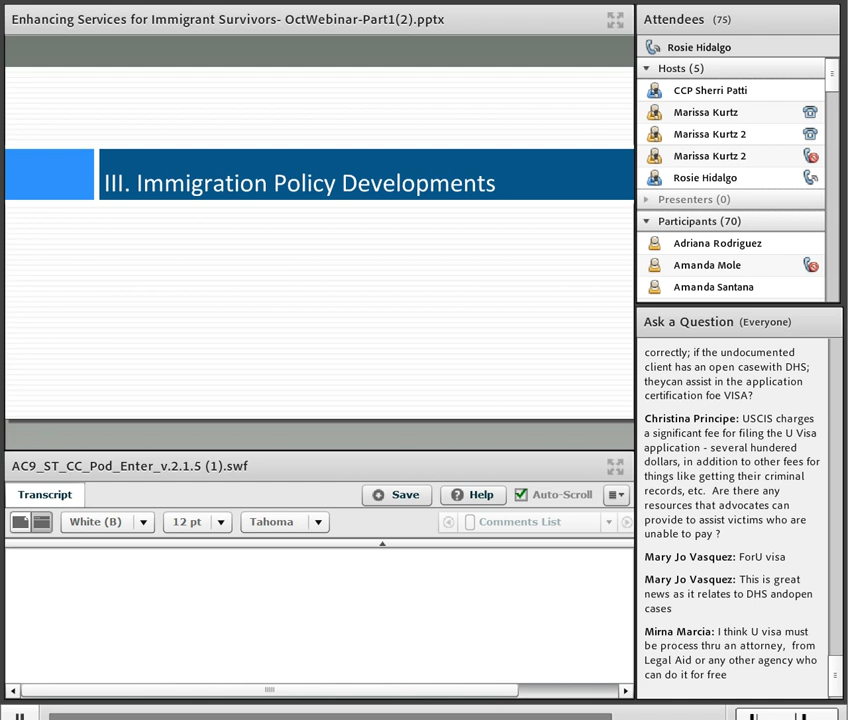 Enhancing Services for Immigrant Survivors- OctWebinar-Part1(2).pptx
III. Immigration Policy Developments
AC9_ST_CC_Pod_Enter_v.2.1.5 (1).swf
Transcript
Save
Help
Auto-Scroll
White (B)
12 pt
Tahoma
Comments List
Attendees (75)
Rosie Hidalgo
Hosts (5)
CCP Sherri Patti
Marissa Kurtz
Marissa Kurtz 2
Marissa Kurtz 2
Rosie Hidalgo
Presenters (0)
Participants (70)
Adriana Rodriguez
Amanda Mole
Amanda Santana
Ask a Question (Everyone)
correctly; if the undocumented
client has an open casewith DHS;
theycan assist in the application
certification foe VISA?
Christina Principe: USCIS charges
a significant fee for filing the U Visa
application - several hundered
dollars, in addition to other fees for
things like getting their criminal
records, etc. Are there any
resources that advocates can
provide to assist victims who are
unable to pay ?
Mary Jo Vasquez: ForU visa
Mary Jo Vasquez: This is great
news as it relates to DHS andopen
cases
Mirna Marcia: I think U visa must
be process thru an attorney, from
Legal Aid or any other agency who
can do it for free